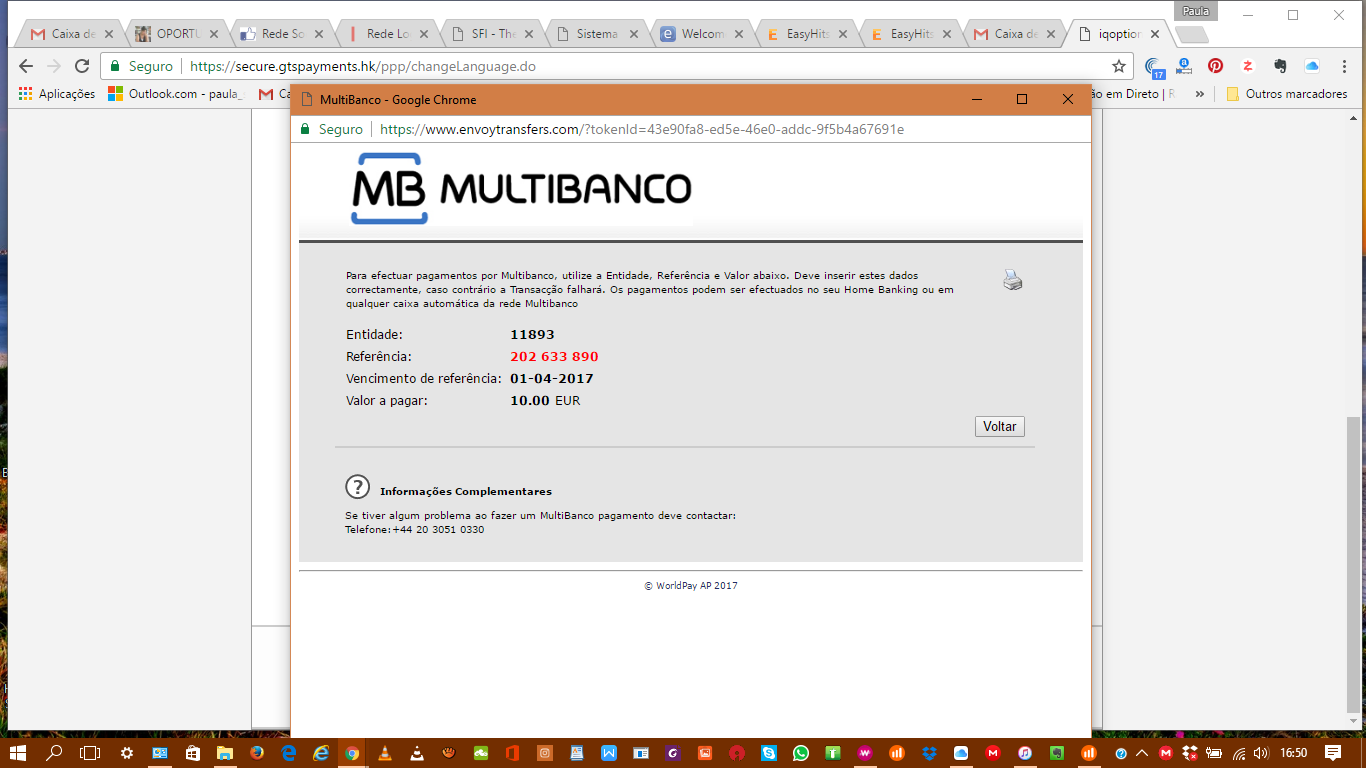 Paula
Caixa de
OPORTU
Rede So
Rede Lo
SFI - The
Sistema
Welcom
EasyHits
EasyHits
Caixa de
iqoption
Seguro
https://secure.gtspayments.hk/ppp/changeLanguage.do
17
Aplicações
Outlook.com - paula_
Ca
ão em Direto | R
»
Outros marcadores
MultiBanco - Google Chrome
Seguro
https://www.envoytransfers.com/?tokenId=43e90fa8-ed5e-46e0-addc-9f5b4a67691e
MB MULTIBANCO
Para efectuar pagamentos por Multibanco, utilize a Entidade, Referência e Valor abaixo. Deve inserir estes dados
correctamente, caso contrário a Transacção falhará. Os pagamentos podem ser efectuados no seu Home Banking ou em
qualquer caixa automática da rede Multibanco
Entidade: 11893
Referência: 202 633 890
Vencimento de referência: 01-04-2017
Valor a pagar: 10.00 EUR
Voltar
? Informações Complementares
Se tiver algum problema ao fazer um MultiBanco pagamento deve contactar:
Telefone:+44 20 3051 0330
© WorldPay AP 2017
16:50